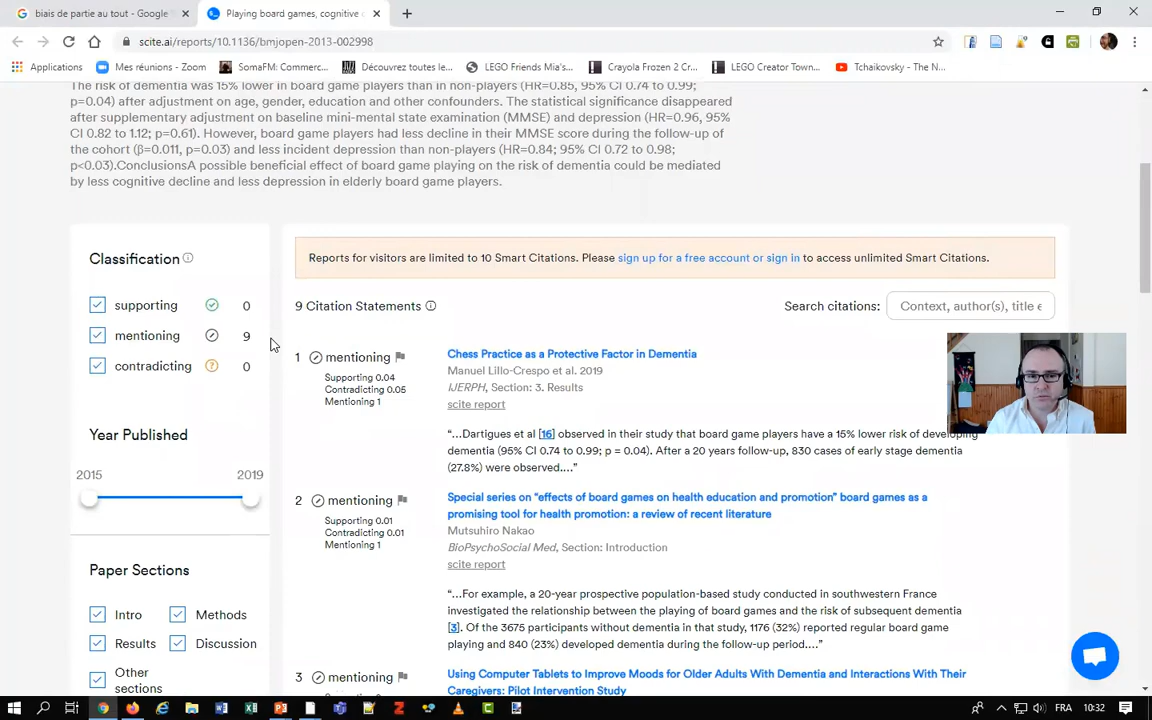 biais de partie au tout - Google
Playing board games, cognitive d
scite.ai/reports/10.1136/bmjopen-2013-002998
Applications
Mes réunions - Zoom
SomaFM: Commerc...
Découvrez toutes le...
LEGO Friends Mia's...
Crayola Frozen 2 Cr...
LEGO Creator Town...
Tchaikovsky - The N...
The risk of dementia was 15% lower in board game players than in non-players (HR=0.85, 95% CI 0.74 to 0.99;
p=0.04) after adjustment on age, gender, education and other confounders. The statistical significance disappeared
after supplementary adjustment on baseline mini-mental state examination (MMSE) and depression (HR=0.96, 95%
CI 0.82 to 1.12; p=0.61). However, board game players had less decline in their MMSE score during the follow-up of
the cohort (β=0.011, p=0.03) and less incident depression than non-players (HR=0.84; 95% CI 0.72 to 0.98;
p<0.03).ConclusionsA possible beneficial effect of board game playing on the risk of dementia could be mediated
by less cognitive decline and less depression in elderly board game players.
Classification
supporting 0
mentioning 9
contradicting 0
Year Published
2015 2019
Paper Sections
Intro Methods
Results Discussion
Other
sections
Reports for visitors are limited to 10 Smart Citations. Please sign up for a free account or sign in to access unlimited Smart Citations.
9 Citation Statements
Search citations: Context, author(s), title e
1 mentioning
Supporting 0.04
Contradicting 0.05
Mentioning 1
Chess Practice as a Protective Factor in Dementia
Manuel Lillo-Crespo et al. 2019
IJERPH, Section: 3. Results
scite report
“...Dartigues et al [16] observed in their study that board game players have a 15% lower risk of developing
dementia (95% CI 0.74 to 0.99; p = 0.04). After a 20 years follow-up, 830 cases of early stage dementia
(27.8%) were observed....”
2 mentioning
Supporting 0.01
Contradicting 0.01
Mentioning 1
Special series on “effects of board games on health education and promotion” board games as a
promising tool for health promotion: a review of recent literature
Mutsuhiro Nakao
BioPsychoSocial Med, Section: Introduction
scite report
“...For example, a 20-year prospective population-based study conducted in southwestern France
investigated the relationship between the playing of board games and the risk of subsequent dementia
[3]. Of the 3675 participants without dementia in that study, 1176 (32%) reported regular board game
playing and 840 (23%) developed dementia during the follow-up period....”
3 mentioning
Using Computer Tablets to Improve Moods for Older Adults With Dementia and Interactions With Their
Caregivers: Pilot Intervention Study
FRA
10:32